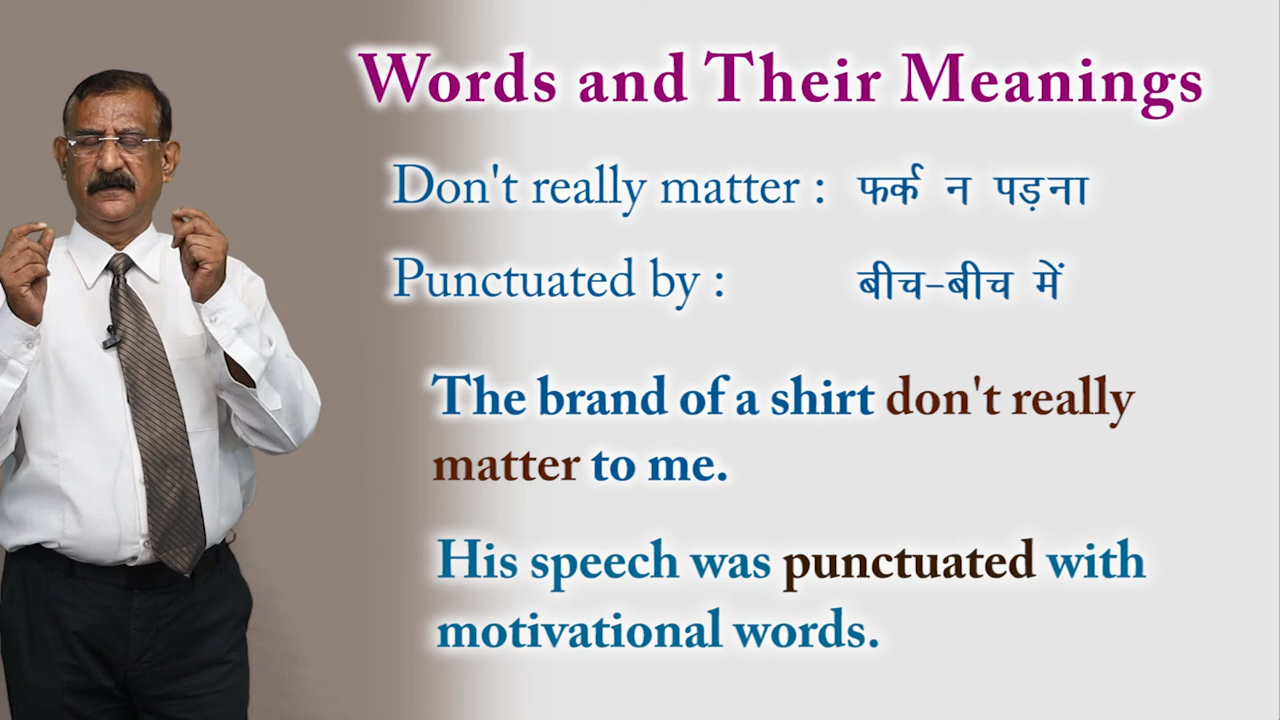 Words and Their Meanings
Don't really matter : फर्क न पड़ना
Punctuated by : बीच-बीच में
The brand of a shirt don't really
matter to me.
His speech was punctuated with
motivational words.